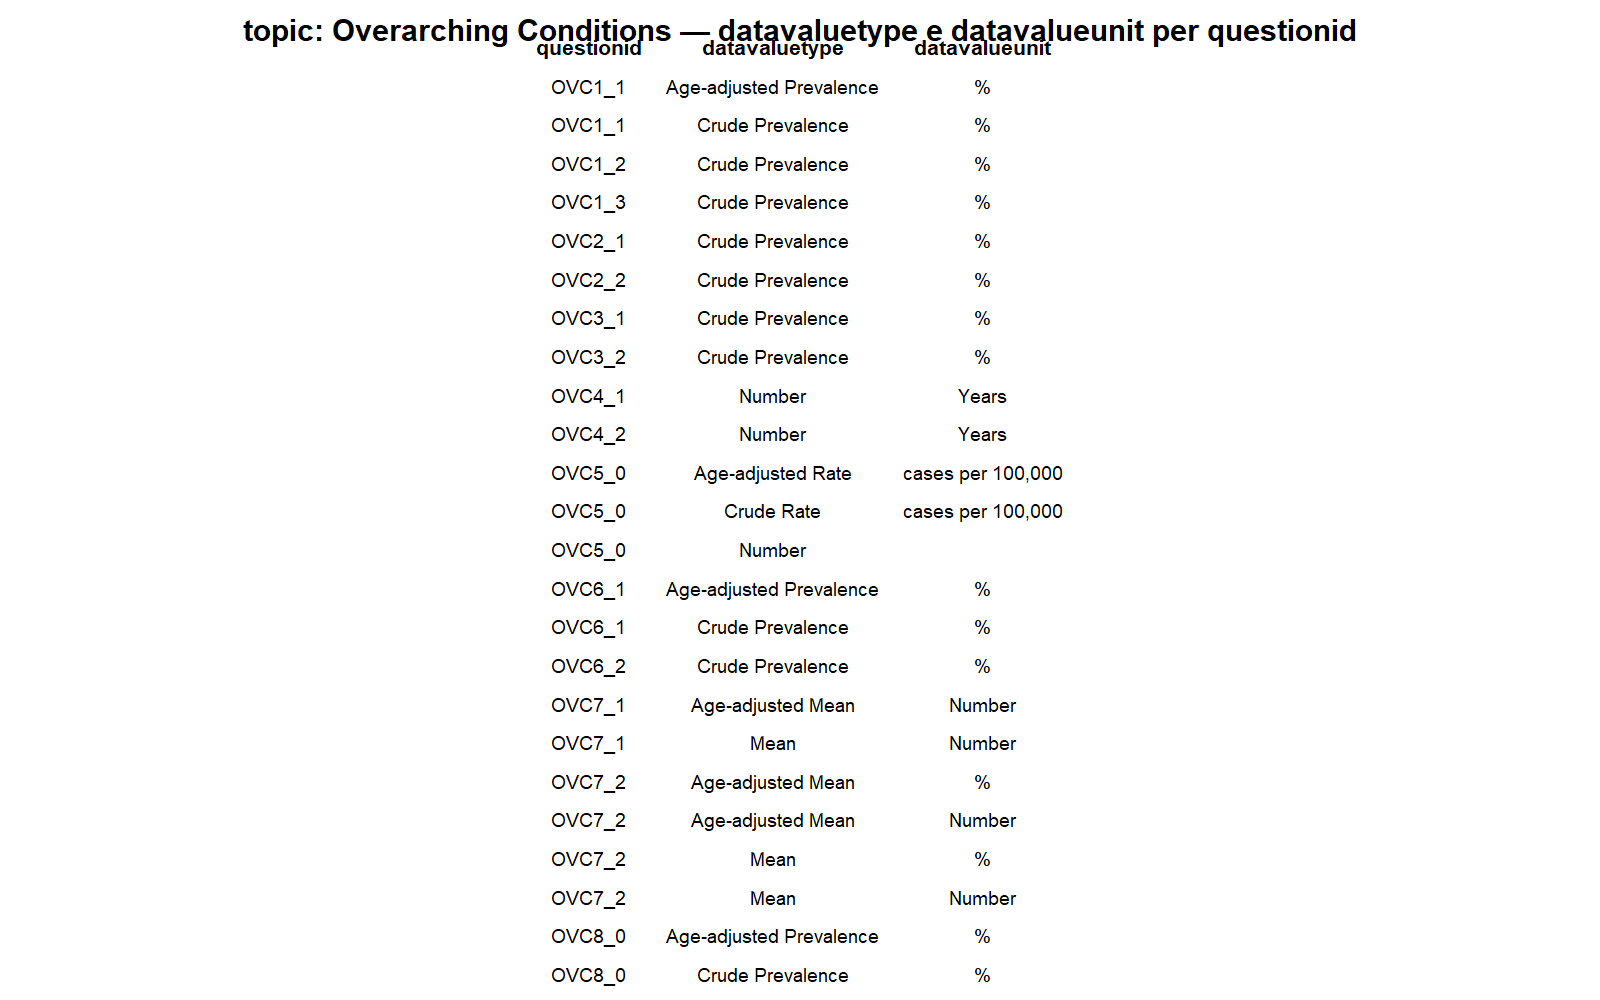 topic: Overarching Conditions — datavaluetype e datavalueunit per questionid
questionid datavaluetype datavalueunit
OVC1_1 Age-adjusted Prevalence %
OVC1_1 Crude Prevalence %
OVC1_2 Crude Prevalence %
OVC1_3 Crude Prevalence %
OVC2_1 Crude Prevalence %
OVC2_2 Crude Prevalence %
OVC3_1 Crude Prevalence %
OVC3_2 Crude Prevalence %
OVC4_1 Number Years
OVC4_2 Number Years
OVC5_0 Age-adjusted Rate cases per 100,000
OVC5_0 Crude Rate cases per 100,000
OVC5_0 Number
OVC6_1 Age-adjusted Prevalence %
OVC6_1 Crude Prevalence %
OVC6_2 Crude Prevalence %
OVC7_1 Age-adjusted Mean Number
OVC7_1 Mean Number
OVC7_2 Age-adjusted Mean %
OVC7_2 Age-adjusted Mean Number
OVC7_2 Mean %
OVC7_2 Mean Number
OVC8_0 Age-adjusted Prevalence %
OVC8_0 Crude Prevalence %